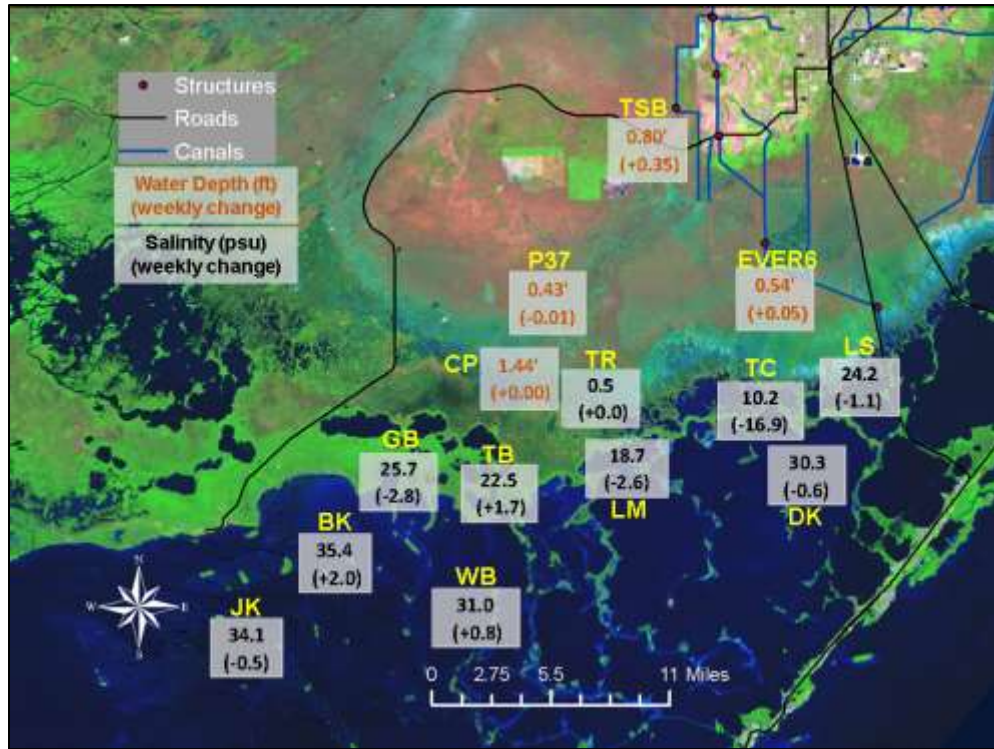 Structures
Roads
Canals
Water Depth (ft)
(weekly change)
Salinity (psu)
(weekly change)
TSB
0.80'
(+0.35)
P37
0.43'
(-0.01)
EVER6
0.54'
(+0.05)
CP
1.44'
(+0.00)
TR
0.5
(+0.0)
TC
10.2
(-16.9)
LS
24.2
(-1.1)
GB
25.7
(-2.8)
TB
22.5
(+1.7)
18.7
(-2.6)
LM
30.3
(-0.6)
DK
BK
35.4
(+2.0)
WB
31.0
(+0.8)
JK
34.1
(-0.5)
N
W E
S
0 2.75 5.5 11 Miles